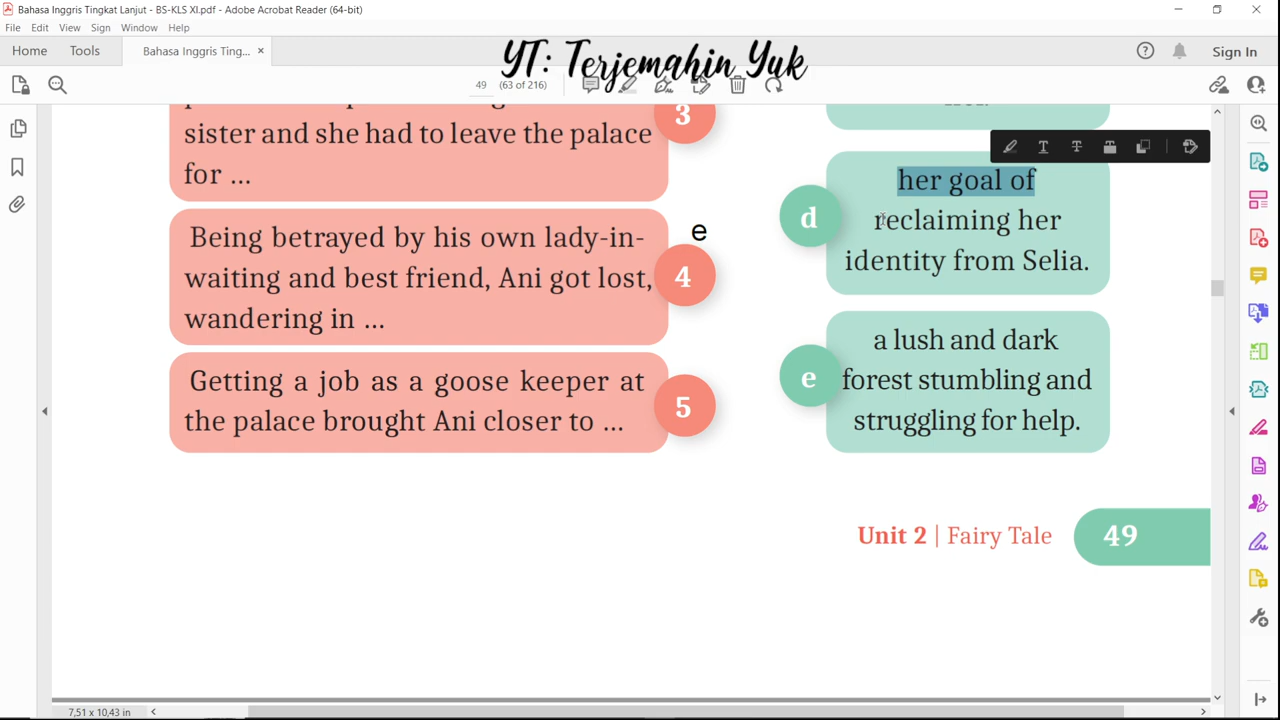 Bahasa Inggris Tingkat Lanjut - BS-KLS XI.pdf - Adobe Acrobat Reader (64-bit)
File Edit View Sign Window Help
Home Tools Bahasa Inggris Ting... × Sign In
YT: Terjemahin Yuk
49 (63 of 216)
3
sister and she had to leave the palace
for ...
Being betrayed by his own lady-in-
waiting and best friend, Ani got lost,
wandering in ...
e
4
Getting a job as a goose keeper at
the palace brought Ani closer to ...
5
d
her goal of
reclaiming her
identity from Selia.
e
a lush and dark
forest stumbling and
struggling for help.
Unit 2 | Fairy Tale 49
7,51 x 10,43 in